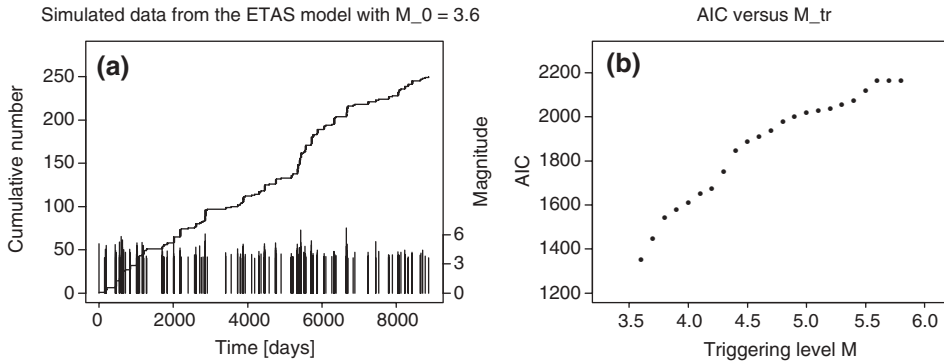 Simulated data from the ETAS model with M_0 = 3.6
(a)
Cumulative number
250
200
150
100
50
0
6
3
0
Magnitude
0
2000
4000
6000
8000
Time [days]
AIC versus M_tr
(b)
AIC
2200
2000
1800
1600
1400
1200
3.5
4.0
4.5
5.0
5.5
6.0
Triggering level M